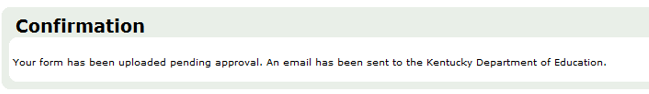 Confirmation
Your form has been uploaded pending approval. An email has been sent to the Kentucky Department of Education.